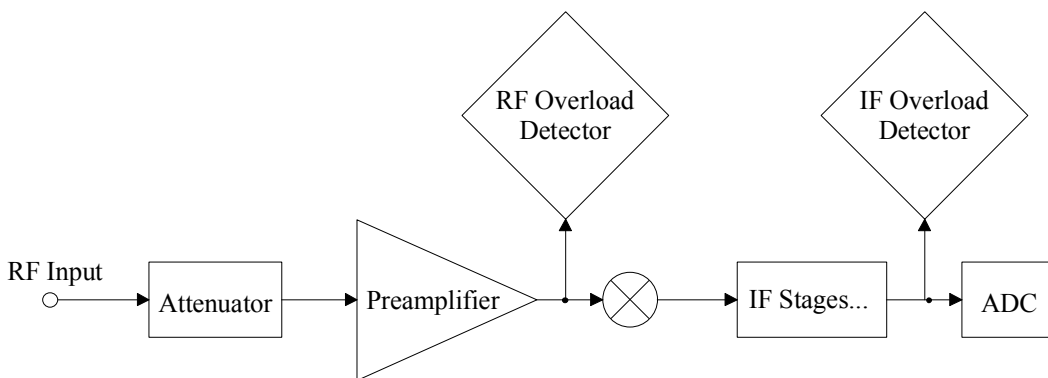 RF Overload
Detector
IF Overload
Detector
RF Input
Attenuator
Preamplifier
IF Stages...
ADC